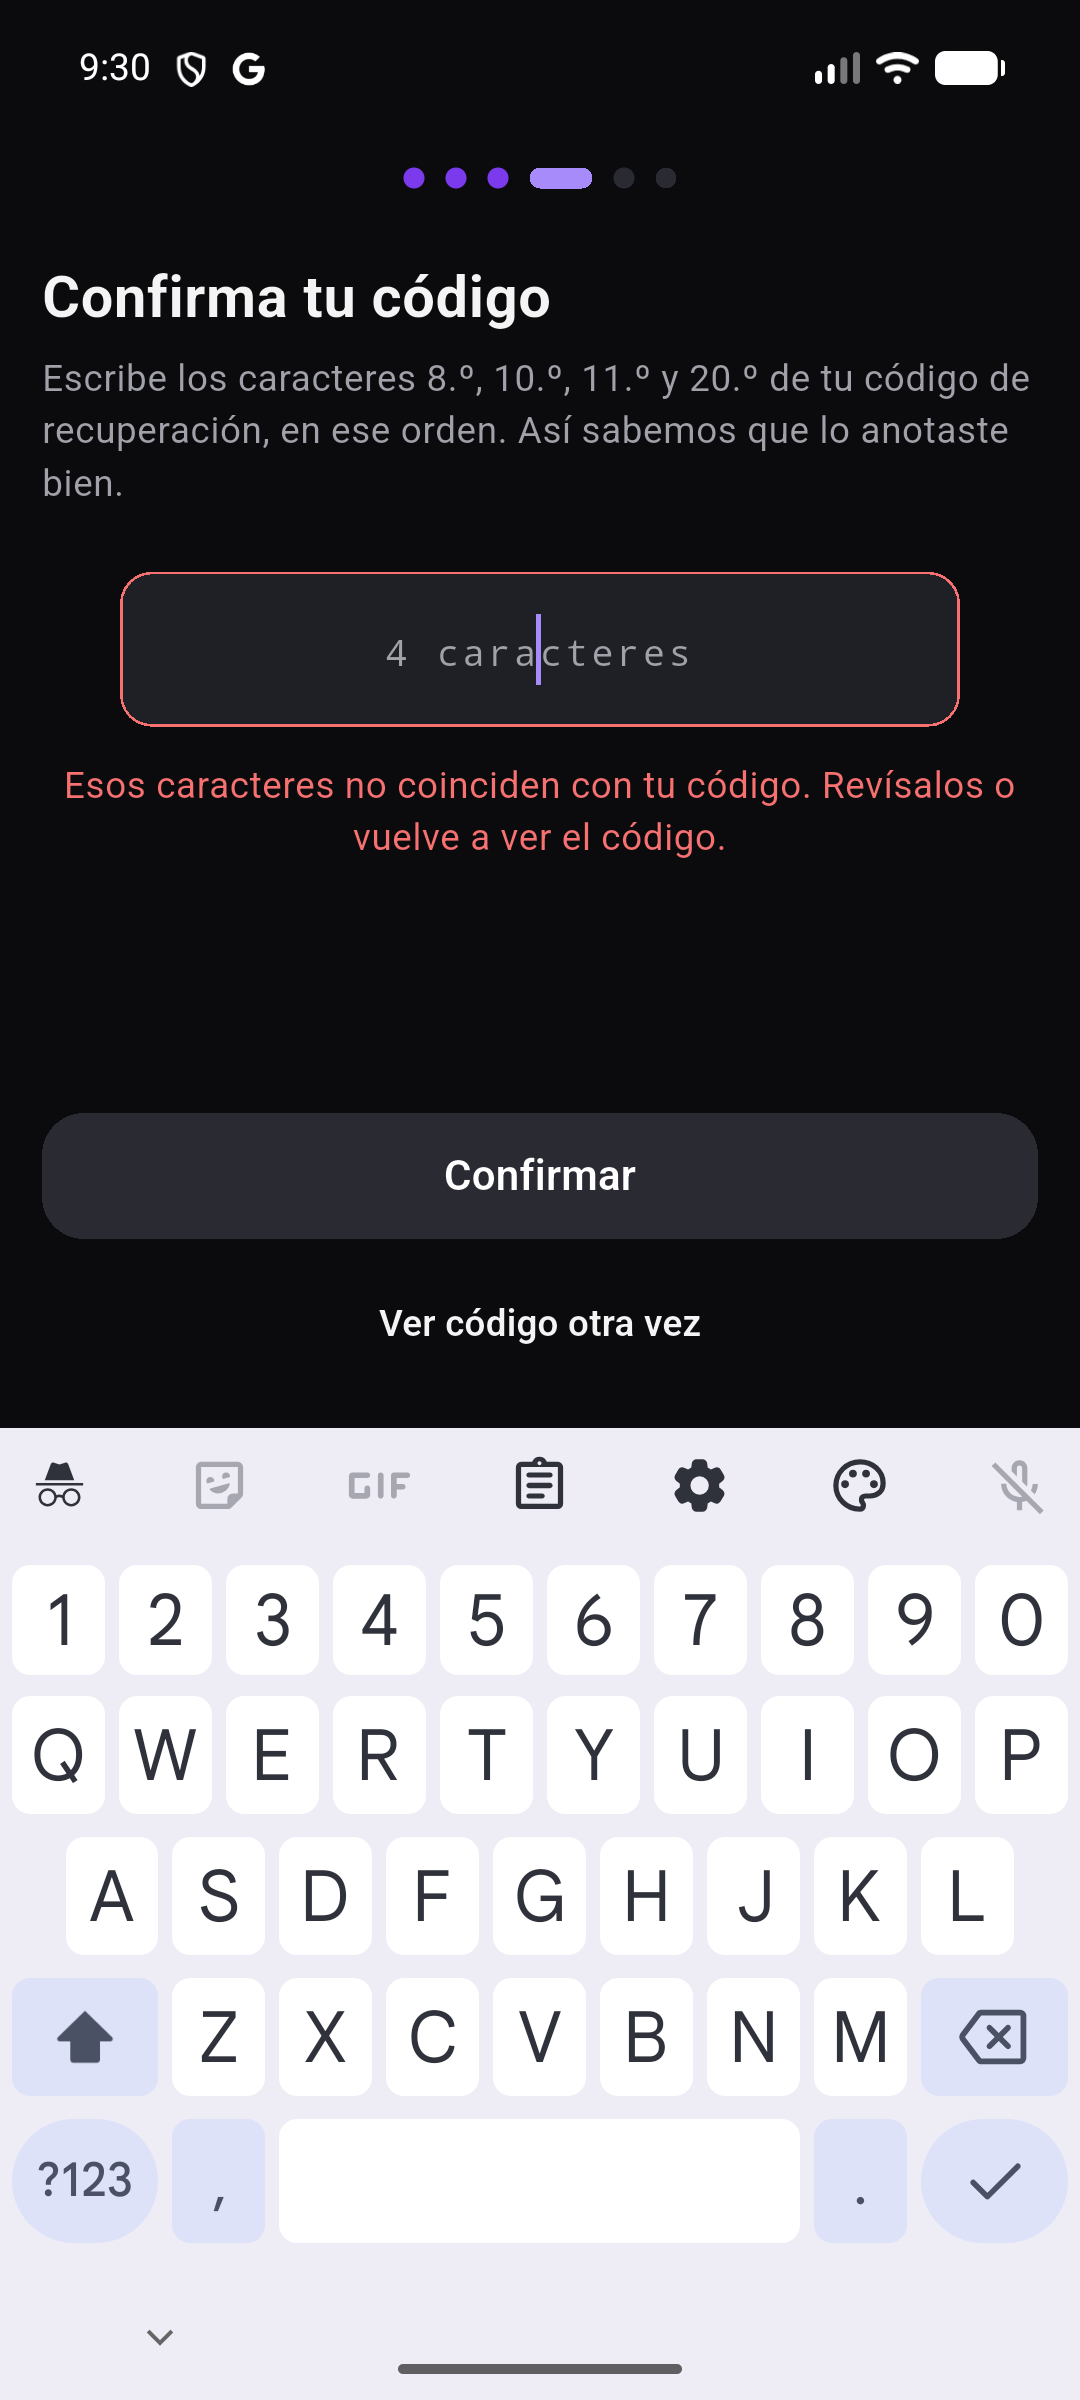 9:30
Confirma tu código
Escribe los caracteres 8.º, 10.º, 11.º y 20.º de tu código de
recuperación, en ese orden. Así sabemos que lo anotaste
bien.
4 caracteres
Esos caracteres no coinciden con tu código. Revísalos o
vuelve a ver el código.
Confirmar
Ver código otra vez
GIF
1 2 3 4 5 6 7 8 9 0
Q W E R T Y U I O P
A S D F G H J K L
Z X C V B N M
?123 , .